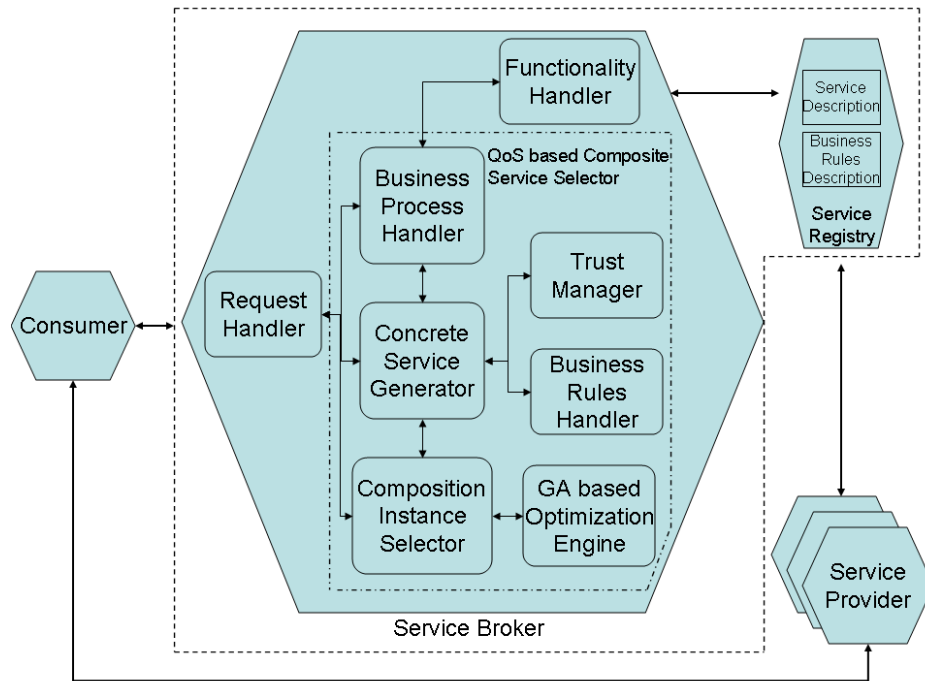 Functionality
Handler
Service
Description
Business
Rules
Description
Service
Registry
QoS based Composite
Service Selector
Business
Process
Handler
Trust
Manager
Request
Handler
Consumer
Concrete
Service
Generator
Business
Rules
Handler
Composition
Instance
Selector
GA based
Optimization
Engine
Service
Provider
Service Broker